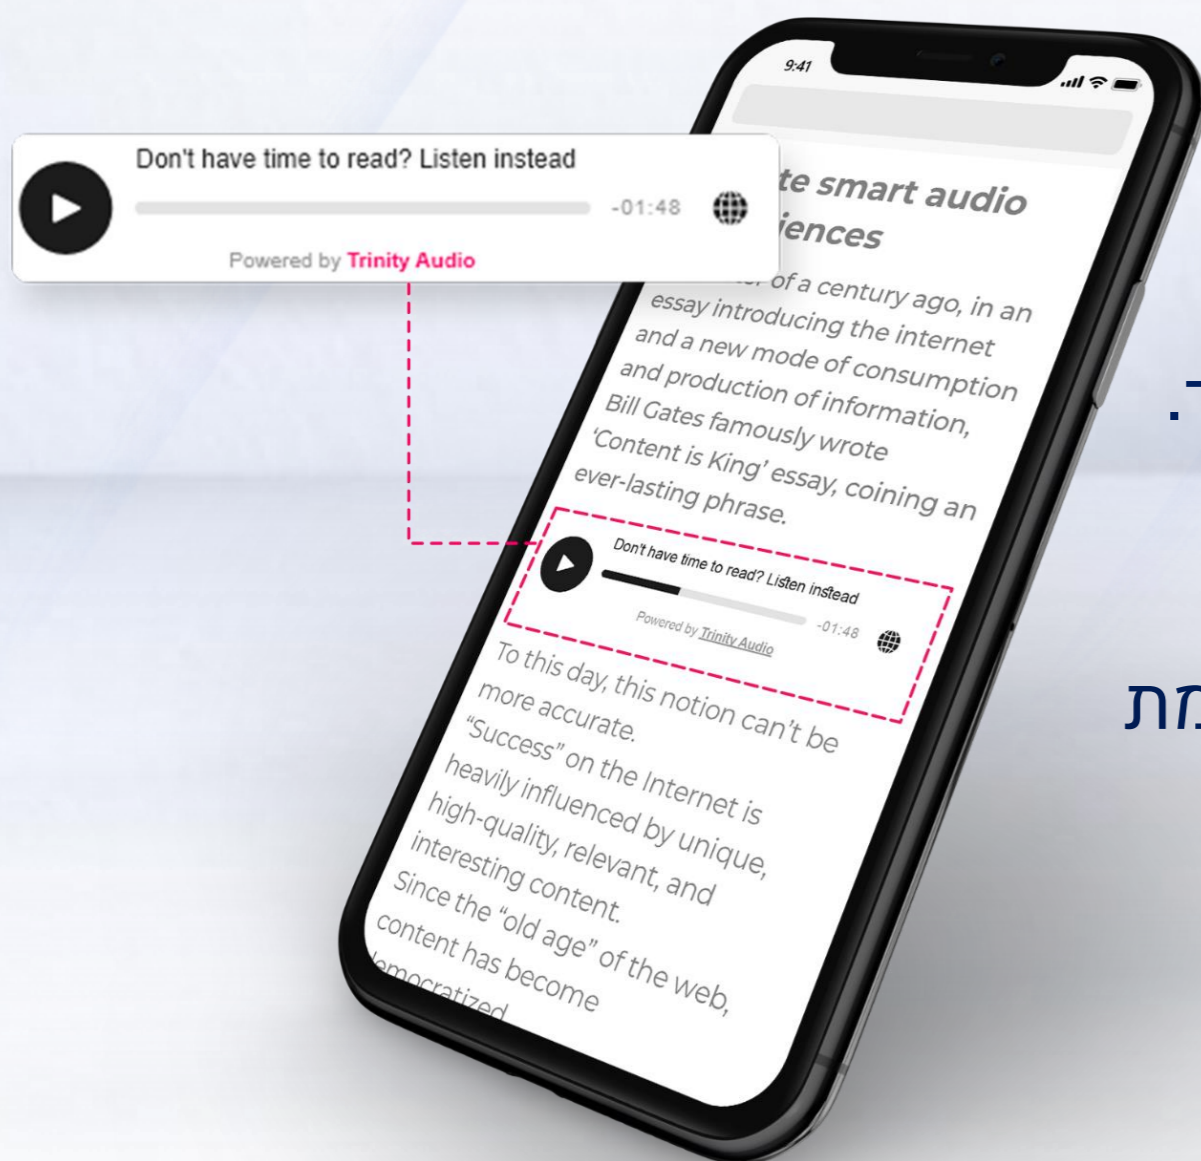 Don't have time to read? Listen instead
-01:48
Powered by Trinity Audio
9:41
te smart audio
iences
of a century ago, in an
essay introducing the internet
and a new mode of consumption
and production of information,
Bill Gates famously wrote
‘Content is King’ essay, coining an
ever-lasting phrase.
Don't have time to read? Listen instead
-01:48
Powered by Trinity Audio
To this day, this notion can’t be
more accurate.
“Success” on the Internet is
heavily influenced by unique,
high-quality, relevant, and
interesting content.
Since the “old age” of the web,
content has become
emocratized
מת